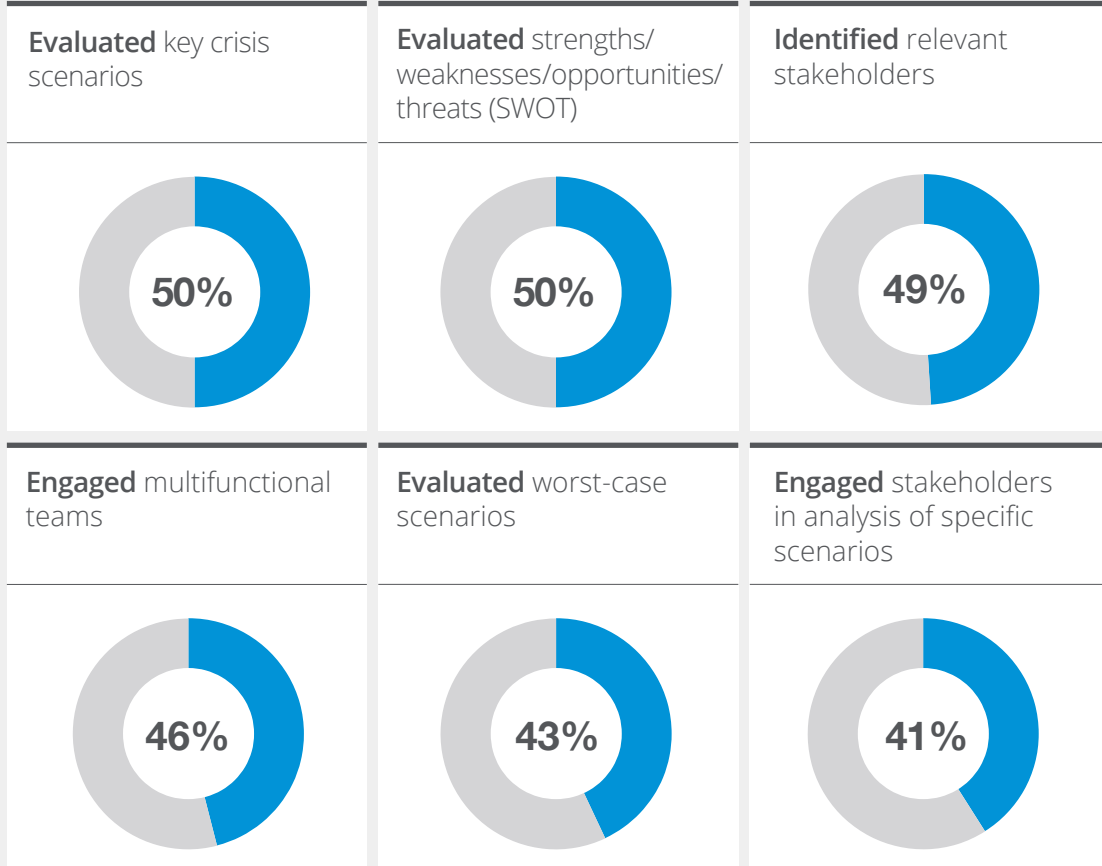 Evaluated key crisis
scenarios
Evaluated strengths/
weaknesses/opportunities/
threats (SWOT)
Identified relevant
stakeholders
50%
50%
49%
Engaged multifunctional
teams
Evaluated worst-case
scenarios
Engaged stakeholders
in analysis of specific
scenarios
46%
43%
41%